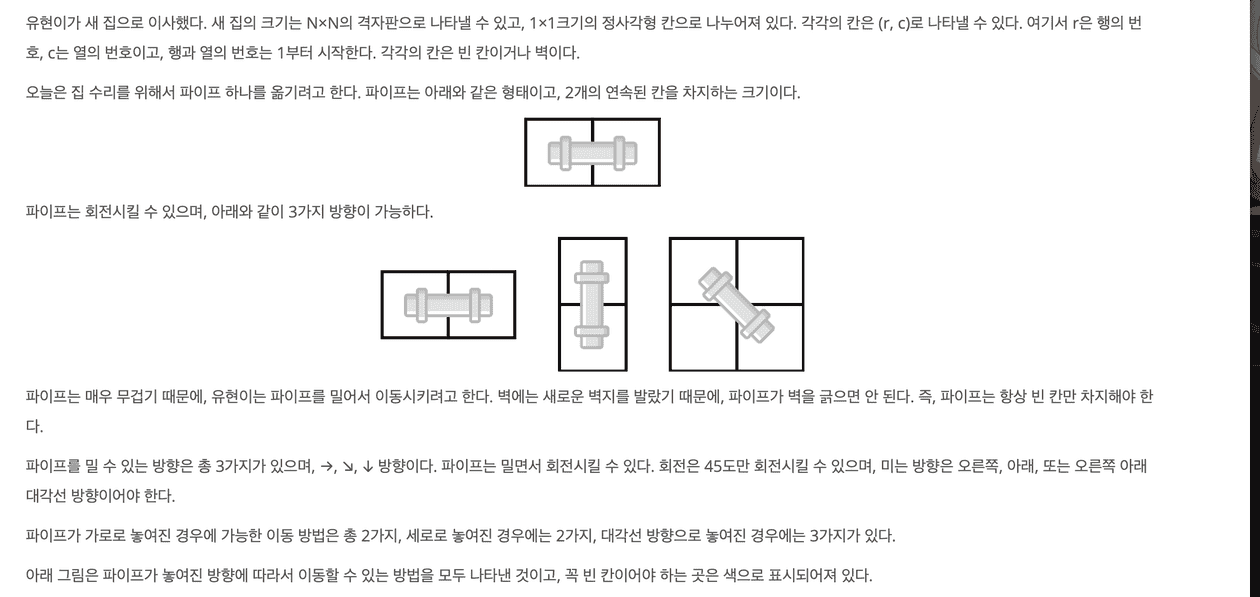 유현이가 새 집으로 이사했다. 새 집의 크기는 N×N의 격자판으로 나타낼 수 있고, 1×1크기의 정사각형 칸으로 나누어져 있다. 각각의 칸은 (r, c)로 나타낼 수 있다. 여기서 r은 행의 번
호, c는 열의 번호이고, 행과 열의 번호는 1부터 시작한다. 각각의 칸은 빈 칸이거나 벽이다.
오늘은 집 수리를 위해서 파이프 하나를 옮기려고 한다. 파이프는 아래와 같은 형태이고, 2개의 연속된 칸을 차지하는 크기이다.
파이프는 회전시킬 수 있으며, 아래와 같이 3가지 방향이 가능하다.
파이프는 매우 무겁기 때문에, 유현이는 파이프를 밀어서 이동시키려고 한다. 벽에는 새로운 벽지를 발랐기 때문에, 파이프가 벽을 긁으면 안 된다. 즉, 파이프는 항상 빈 칸만 차지해야 한
다.
파이프를 밀 수 있는 방향은 총 3가지가 있으며, →, ↘, ↓ 방향이다. 파이프는 밀면서 회전시킬 수 있다. 회전은 45도만 회전시킬 수 있으며, 미는 방향은 오른쪽, 아래, 또는 오른쪽 아래
대각선 방향이어야 한다.
파이프가 가로로 놓여진 경우에 가능한 이동 방법은 총 2가지, 세로로 놓여진 경우에는 2가지, 대각선 방향으로 놓여진 경우에는 3가지가 있다.
아래 그림은 파이프가 놓여진 방향에 따라서 이동할 수 있는 방법을 모두 나타낸 것이고, 꼭 빈 칸이어야 하는 곳은 색으로 표시되어져 있다.